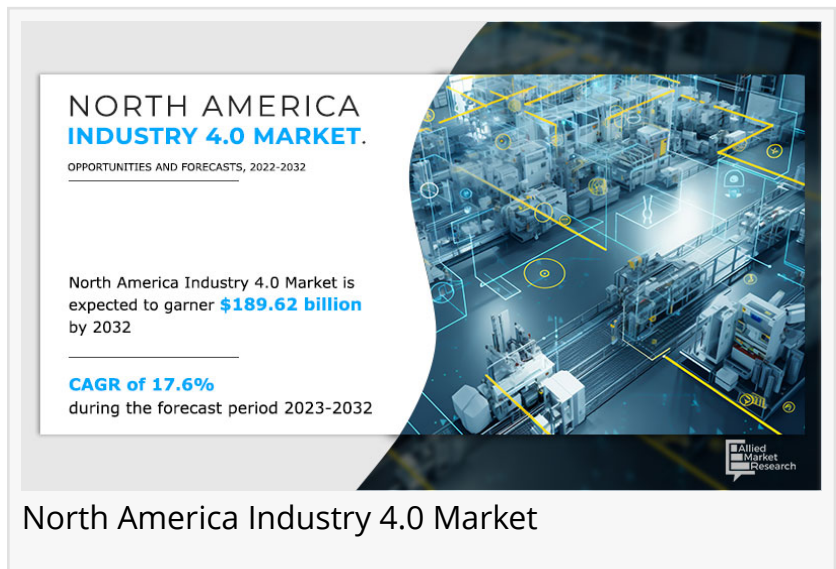 NORTH AMERICA
INDUSTRY 4.0 MARKET.
OPPORTUNITIES AND FORECASTS, 2022-2032
North America Industry 4.0 Market is
expected to garner $189.62 billion
by 2032
CAGR of 17.6%
during the forecast period 2023-2032
Allied
Market
Research
North America Industry 4.0 Market